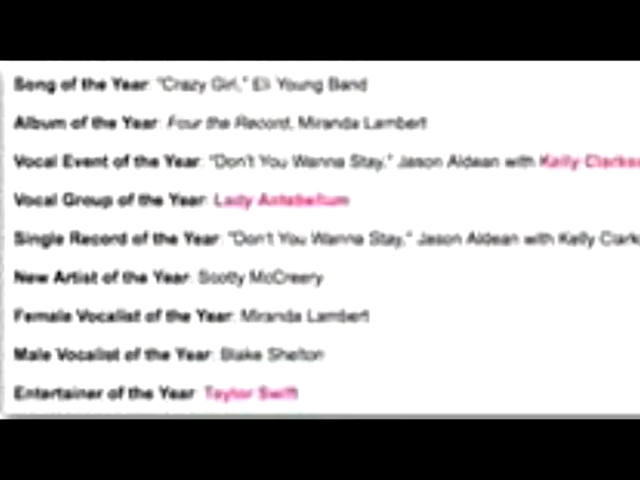 Song of the Year: "Crazy Girl," Eli Young Band
Album of the Year: Four the Record, Miranda Lambert
Vocal Event of the Year: "Don't You Wanna Stay," Jason Aldean with Kelly Clarkso
Vocal Group of the Year: Lady Antebellum
Single Record of the Year: "Don't You Wanna Stay," Jason Aldean with Kelly Clarks
New Artist of the Year: Scotty McCreery
Female Vocalist of the Year: Miranda Lambert
Male Vocalist of the Year: Blake Shelton
Entertainer of the Year: Taylor Swift